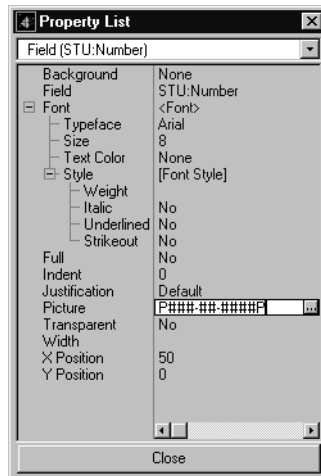 Property List
Field (STU:Number)
Background None
Field STU:Number
Font <Font>
Typeface Arial
Size 8
Text Color None
Style [Font Style]
Weight
Italic No
Underlined No
Strikeout No
Full No
Indent 0
Justification Default
Picture P###-##-####P ...
Transparent No
Width
X Position 50
Y Position 0
Close